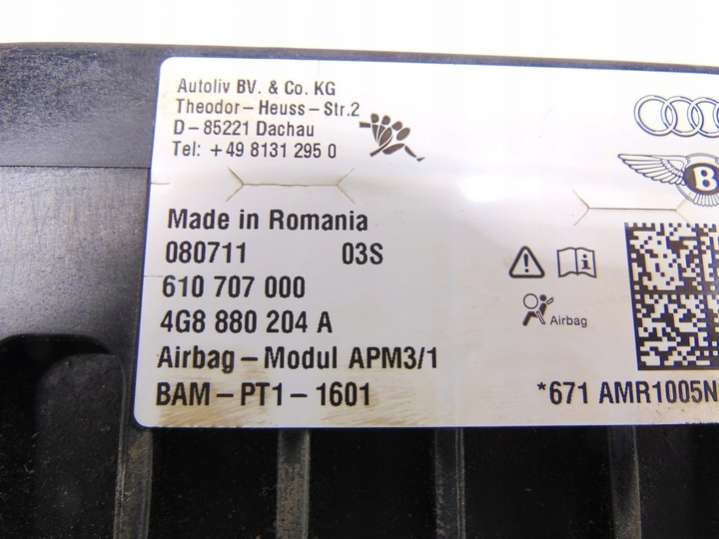 Autoliv BV. & Co. KG
Theodor-Heuss-Str.2
D-85221 Dachau
Tel: +49 8131 295 0
B
Made in Romania
080711 03S
610 707 000
4G8 880 204 A
Airbag-Modul APM3/1
BAM-PT1-1601
Airbag
*671 AMR1005N